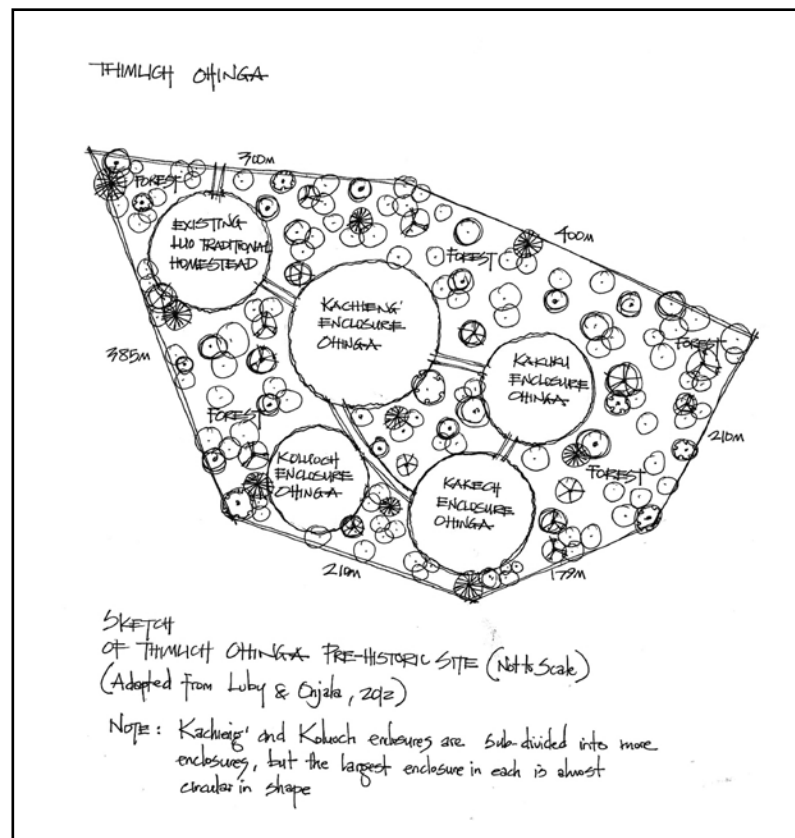 THIMLICH OHINGA
300M
FOREST
EXISTING
LUO TRADITIONAL
HOMESTEAD
400M
FOREST
KACHIENG'
ENCLOSURE
OHINGA
385M
FOREST
KAKUKU
ENCLOSURE
OHINGA
FOREST
210M
KOLUOCH
ENCLOSURE
OHINGA
FOREST
KAKECH
ENCLOSURE
OHINGA
210M
179M
SKETCH
OF THIMLICH OHINGA PRE-HISTORIC SITE (Not to Scale)
(Adapted from Luby & Onjala, 2012)
NOTE: Kachieng' and Koluoch enclosures are sub-divided into more
enclosures, but the largest enclosure in each is almost
circular in shape